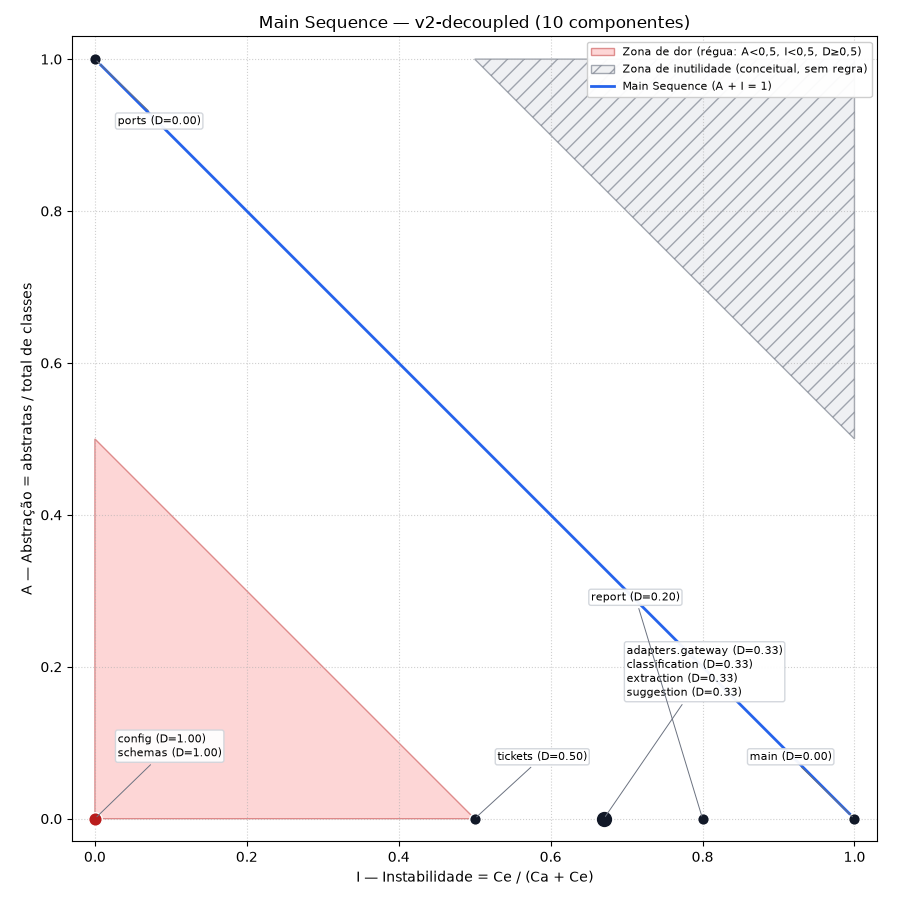 Main Sequence — v2-decoupled (10 componentes)
Zona de dor (régua: A<0,5, I<0,5, D≥0,5)
Zona de inutilidade (conceitual, sem regra)
Main Sequence (A + I = 1)
1.0
0.8
0.6
0.4
0.2
0.0
A — Abstração = abstratas / total de classes
ports (D=0.00)
report (D=0.20)
adapters.gateway (D=0.33)
classification (D=0.33)
extraction (D=0.33)
suggestion (D=0.33)
config (D=1.00)
schemas (D=1.00)
tickets (D=0.50)
main (D=0.00)
0.0
0.2
0.4
0.6
0.8
1.0
I — Instabilidade = Ce / (Ca + Ce)